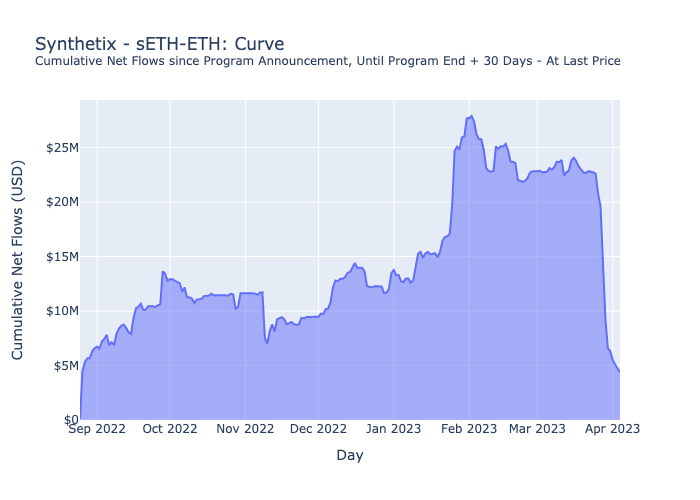 Synthetix - sETH-ETH: Curve
Cumulative Net Flows since Program Announcement, Until Program End + 30 Days - At Last Price
Cumulative Net Flows (USD)
$25M
$20M
$15M
$10M
$5M
$0
Sep 2022 Oct 2022 Nov 2022 Dec 2022 Jan 2023 Feb 2023 Mar 2023 Apr 2023
Day